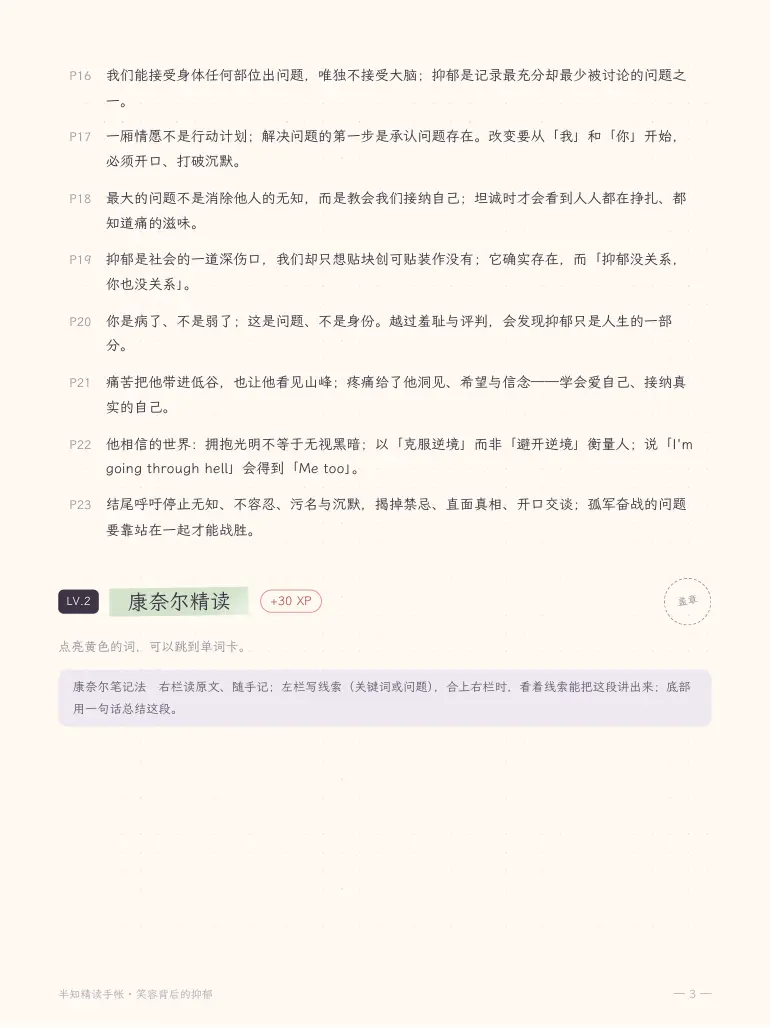 P16 我们能接受身体任何部位出问题，唯独不接受大脑；抑郁是记录最充分却最少被讨论的问题之
一。
P17 一厢情愿不是行动计划；解决问题的第一步是承认问题存在。改变要从「我」和「你」开始，
必须开口、打破沉默。
P18 最大的问题不是消除他人的无知，而是教会我们接纳自己；坦诚时才会看到人人都在挣扎、都
知道痛的滋味。
P19 抑郁是社会的一道深伤口，我们却只想贴块创可贴装作没有；它确实存在，而「抑郁没关系，
你也没关系」。
P20 你是病了、不是弱了；这是问题、不是身份。越过羞耻与评判，会发现抑郁只是人生的一部
分。
P21 痛苦把他带进低谷，也让他看见山峰；疼痛给了他洞见、希望与信念——学会爱自己、接纳真
实的自己。
P22 他相信的世界：拥抱光明不等于无视黑暗；以「克服逆境」而非「避开逆境」衡量人；说「I'm
going through hell」会得到「Me too」。
P23 结尾呼吁停止无知、不容忍、污名与沉默，揭掉禁忌、直面真相、开口交谈；孤军奋战的问题
要靠站在一起才能战胜。
LV.2 康奈尔精读 +30 XP 盖章
点亮黄色的词，可以跳到单词卡。
康奈尔笔记法 右栏读原文、随手记；左栏写线索（关键词或问题），合上右栏时，看着线索能把这段讲出来；底部
用一句话总结这段。
半知精读手帐·笑容背后的抑郁 — 3 —